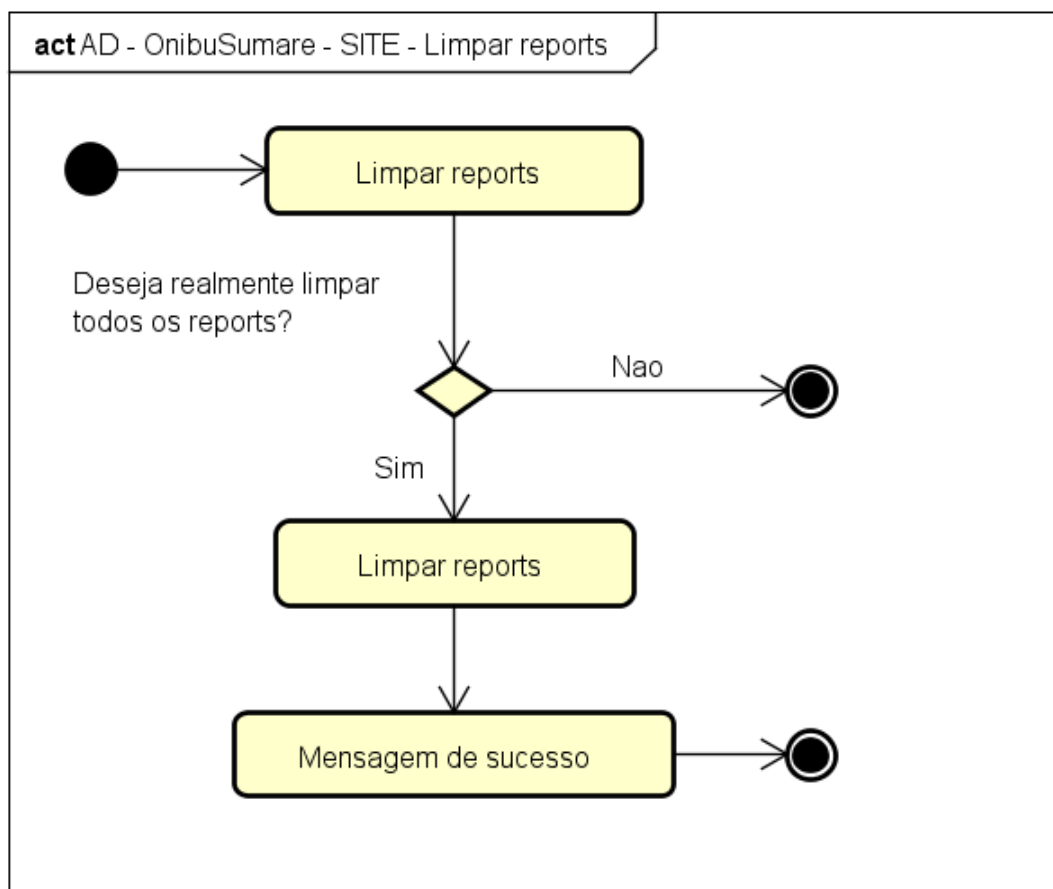 act AD - OnibuSumare - SITE - Limpar reports
Limpar reports
Deseja realmente limpar
todos os reports?
Nao
Sim
Limpar reports
Mensagem de sucesso